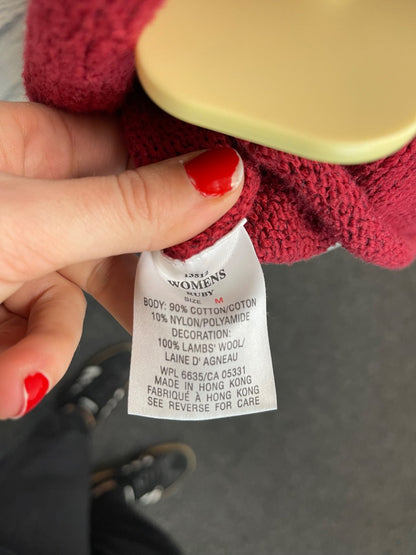 13512
WOMENS
RUBY
SIZE M
BODY: 90% COTTON/COTON
10% NYLON/POLYAMIDE
DECORATION:
100% LAMBS' WOOL/
LAINE D' AGNEAU
WPL 6635/CA 05331
MADE IN HONG KONG
FABRIQUÉ À HONG KONG
SEE REVERSE FOR CARE